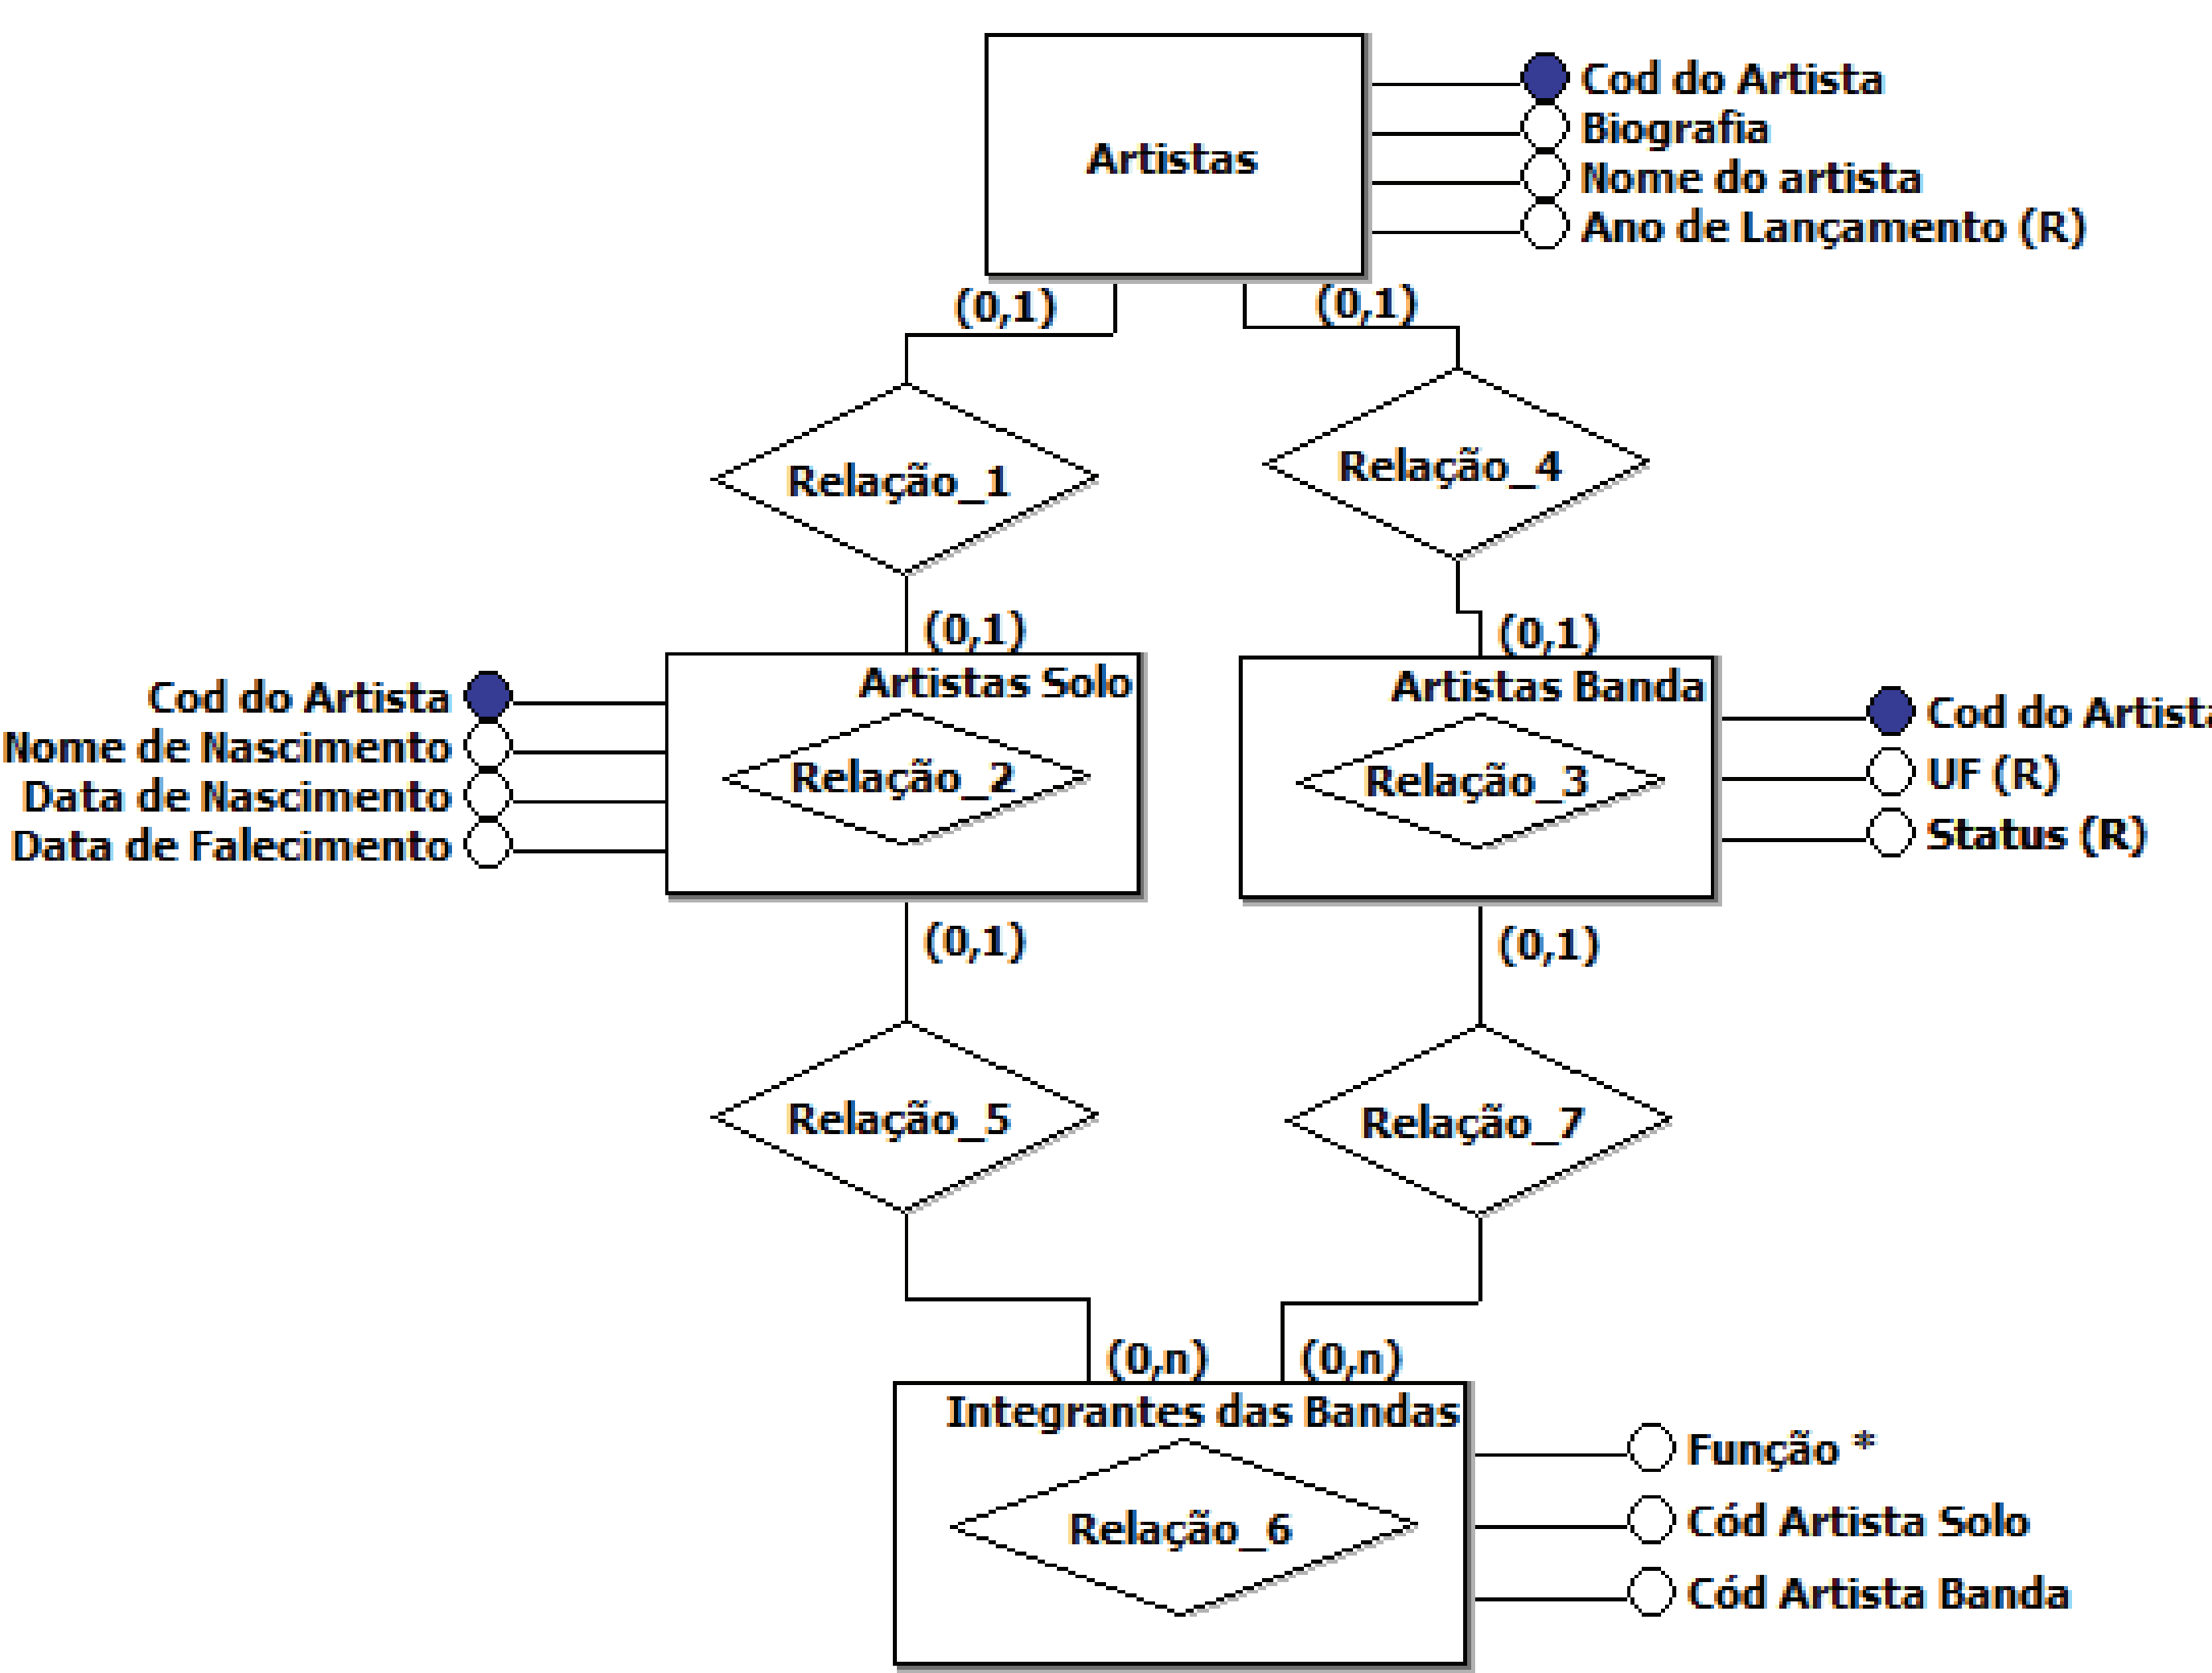 Artistas
Cod do Artista
Biografia
Nome do artista
Ano de Lançamento (R)
(0,1)
(0,1)
Relação_1
Relação_4
(0,1)
(0,1)
Cod do Artista
Nome de Nascimento
Data de Nascimento
Data de Falecimento
Artistas Solo
Relação_2
Artistas Banda
Relação_3
Cod do Artista
UF (R)
Status (R)
(0,1)
(0,1)
Relação_5
Relação_7
(0,n)
(0,n)
Integrantes das Bandas
Relação_6
Função *
Cód Artista Solo
Cód Artista Banda